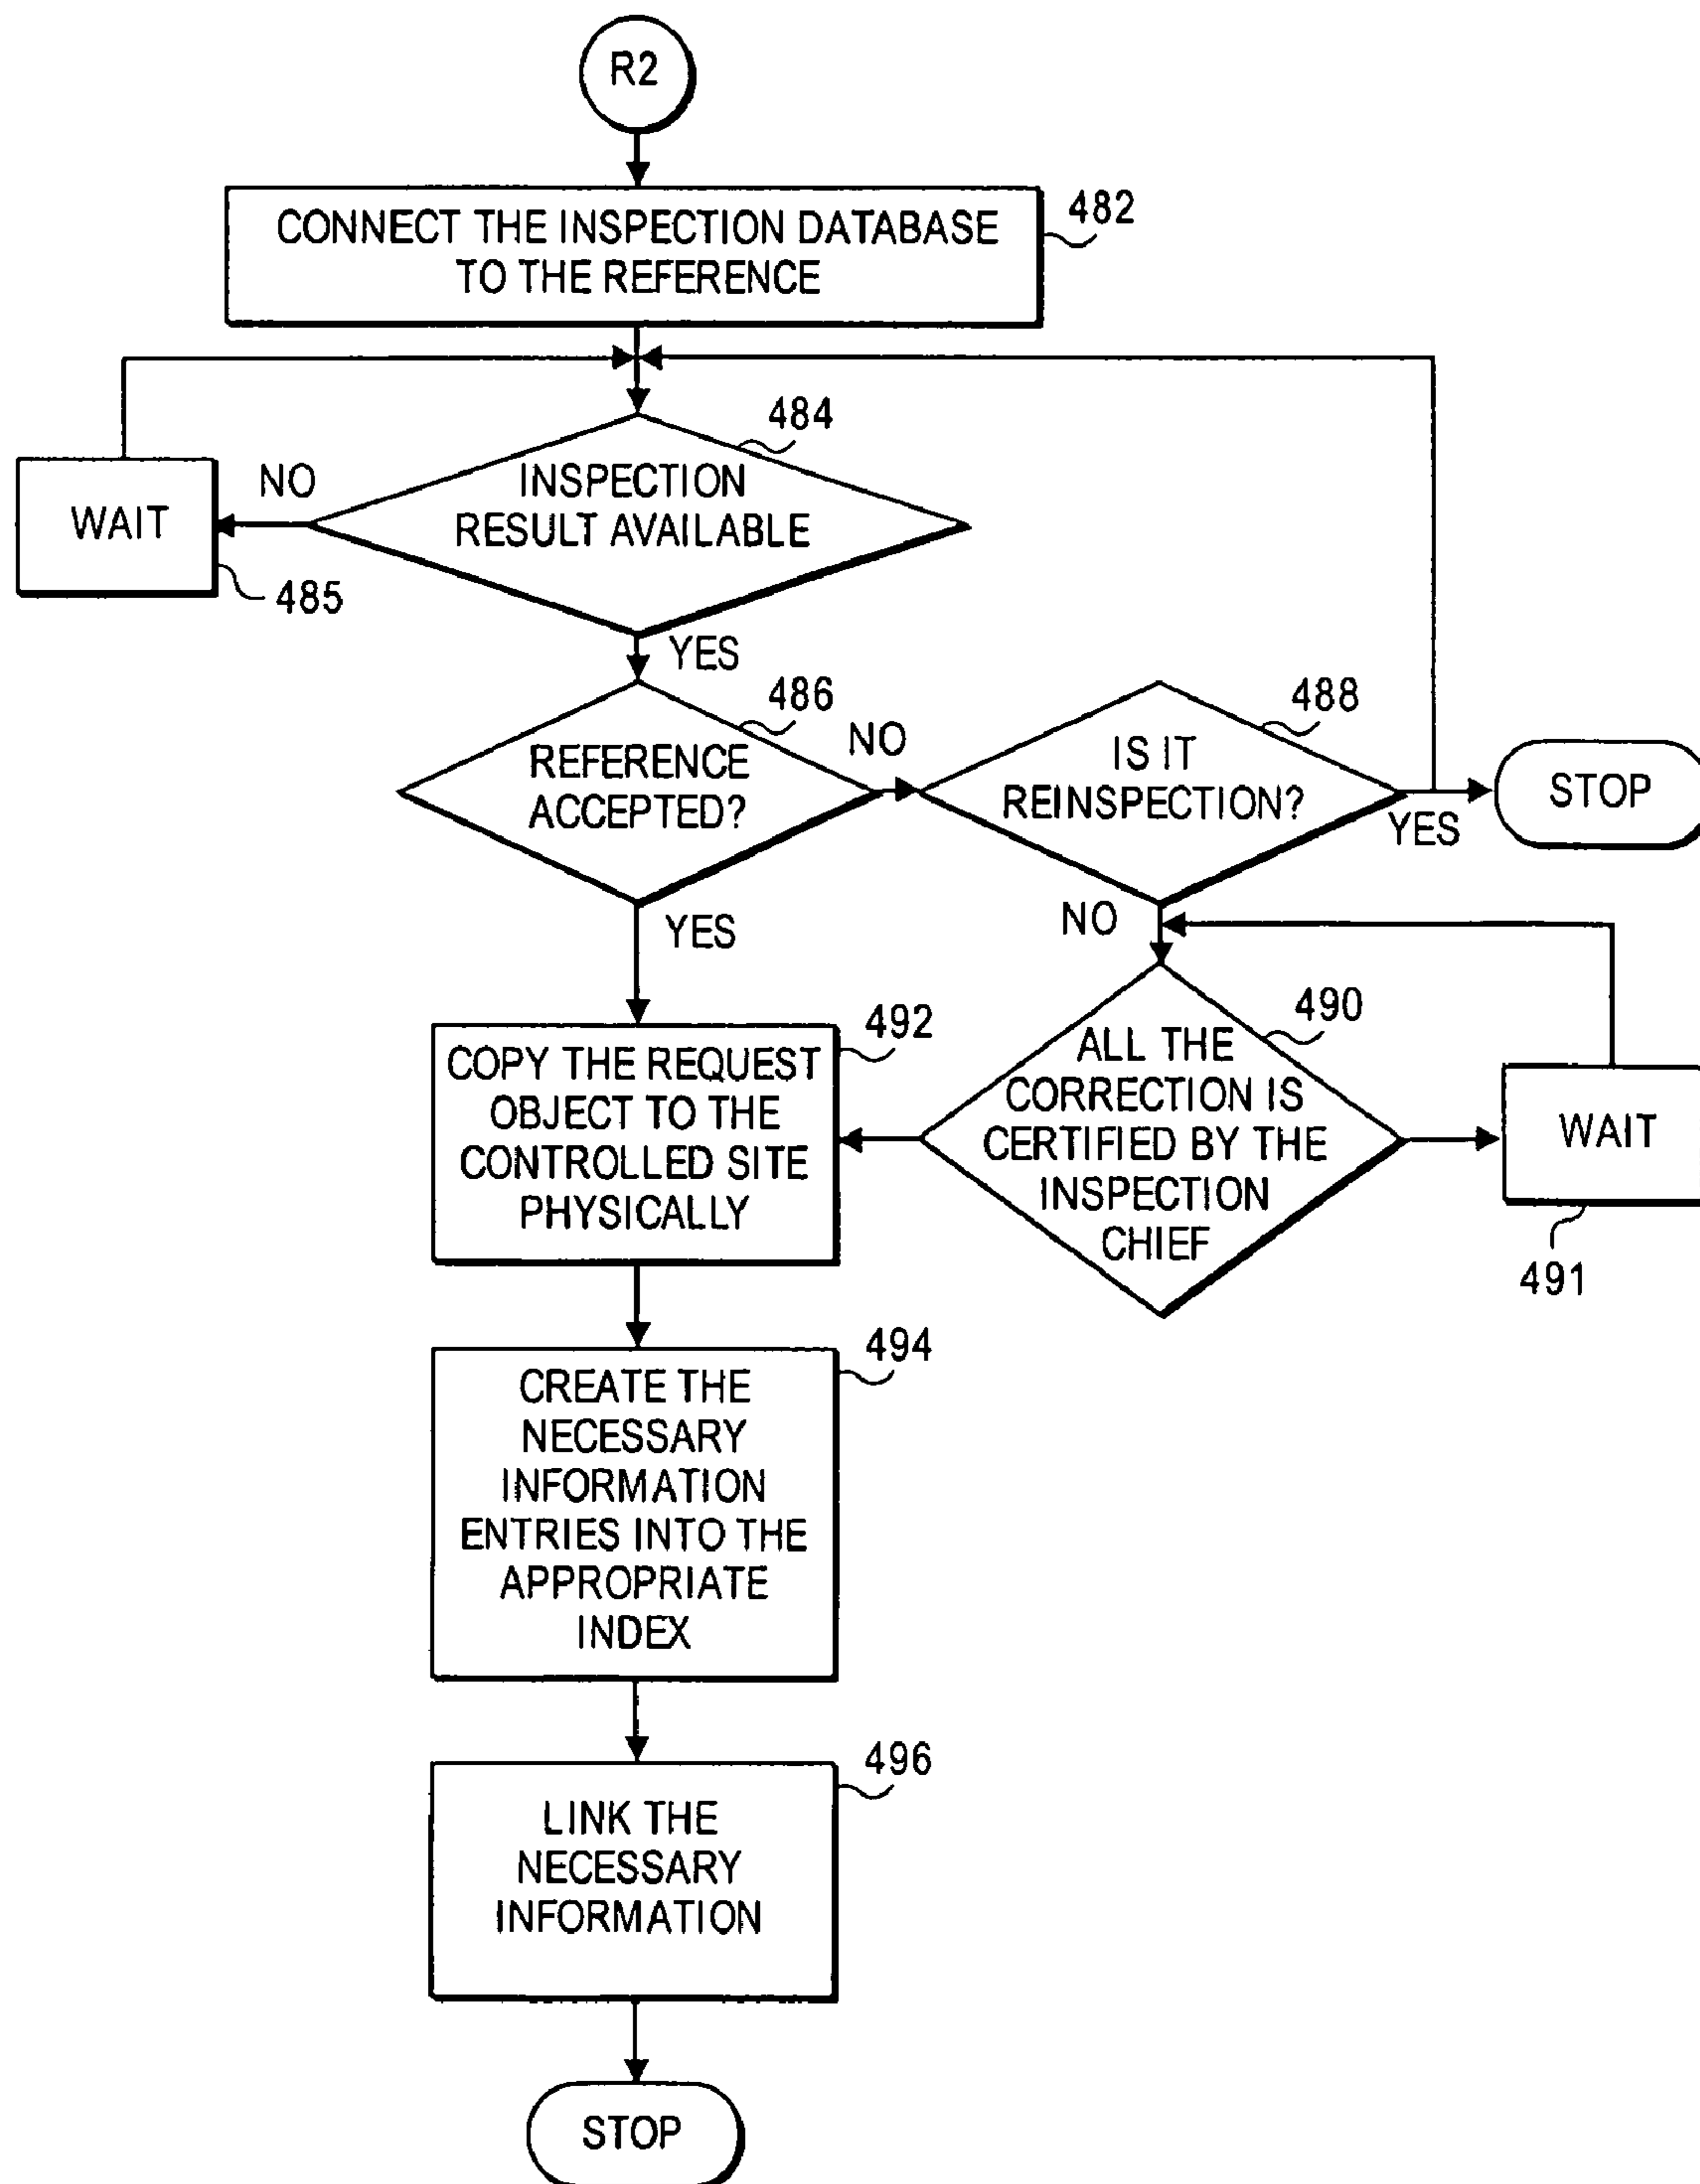 R2
CONNECT THE INSPECTION DATABASE
TO THE REFERENCE
482
484
INSPECTION
RESULT AVAILABLE
NO
WAIT
485
YES
486
REFERENCE
ACCEPTED?
NO
488
IS IT
REINSPECTION?
YES
STOP
YES
NO
492
COPY THE REQUEST
OBJECT TO THE
CONTROLLED SITE
PHYSICALLY
490
ALL THE
CORRECTION IS
CERTIFIED BY THE
INSPECTION
CHIEF
WAIT
491
494
CREATE THE
NECESSARY
INFORMATION
ENTRIES INTO THE
APPROPRIATE
INDEX
496
LINK THE
NECESSARY
INFORMATION
STOP